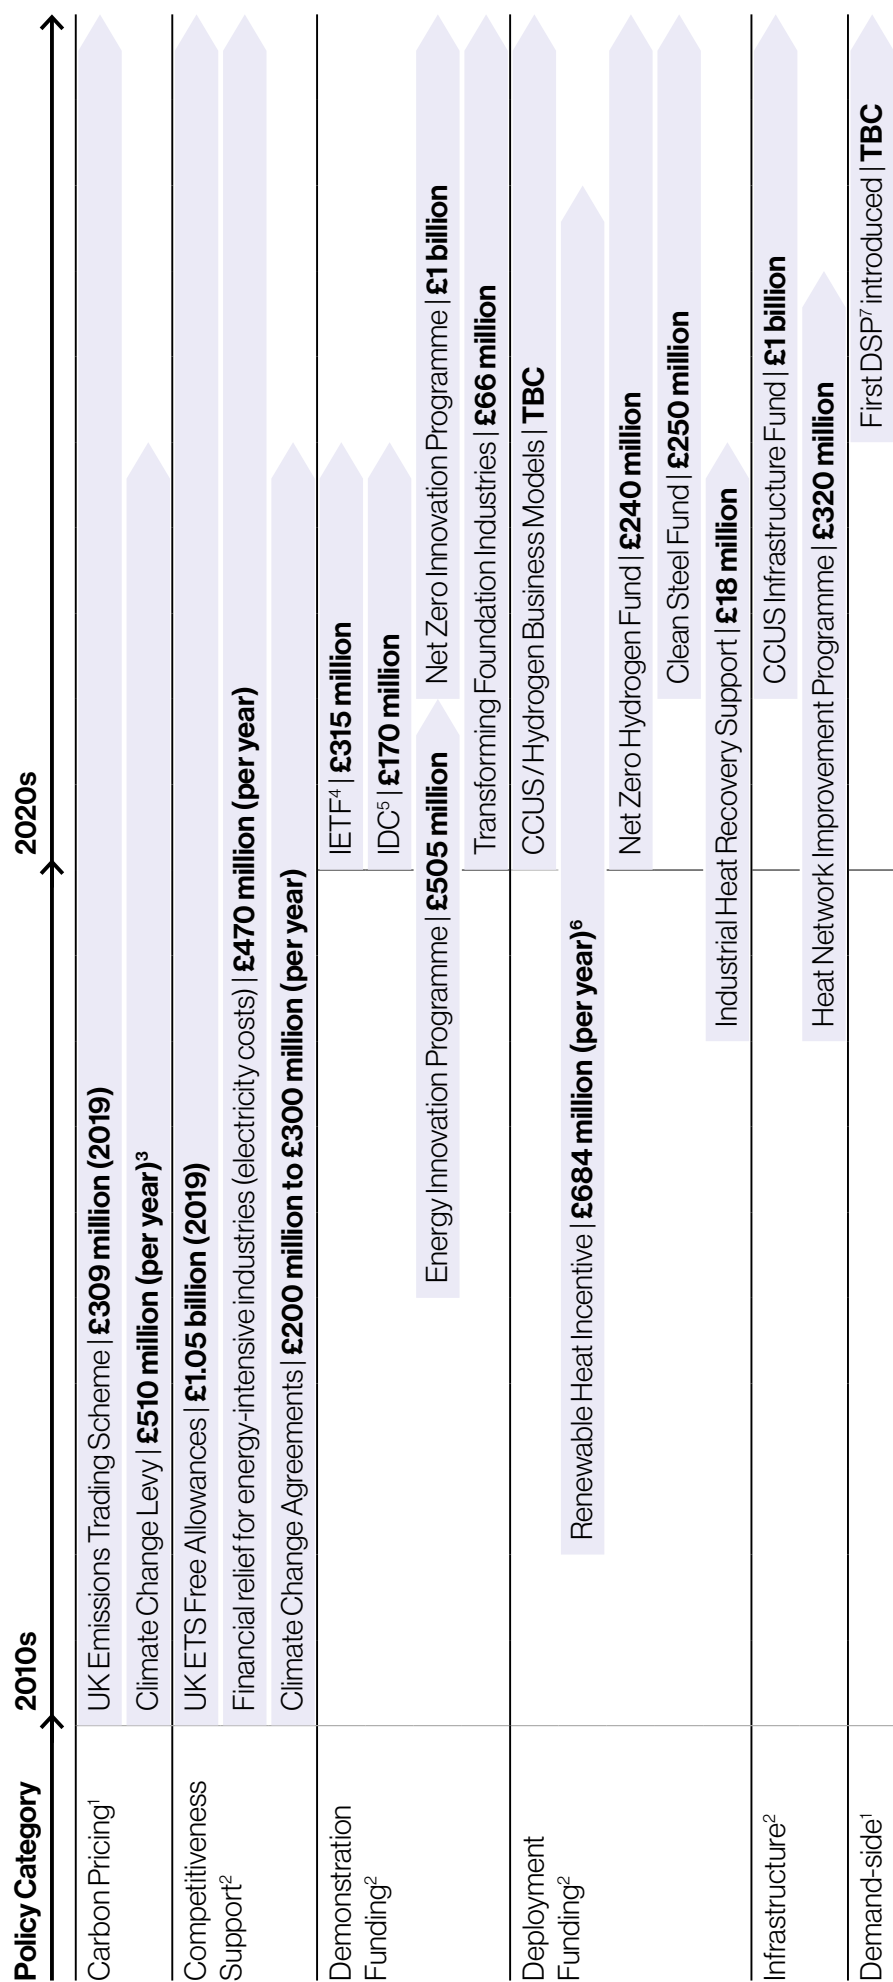 Policy Category
2010s
2020s
Carbon Pricing¹
UK Emissions Trading Scheme | £309 million (2019)
Climate Change Levy | £510 million (per year)³
Competitiveness
Support²
UK ETS Free Allowances | £1.05 billion (2019)
Financial relief for energy-intensive industries (electricity costs) | £470 million (per year)
Climate Change Agreements | £200 million to £300 million (per year)
Demonstration
Funding²
IETF⁴ | £315 million
IDC⁵ | £170 million
Energy Innovation Programme | £505 million
Net Zero Innovation Programme | £1 billion
Transforming Foundation Industries | £66 million
Deployment
Funding²
CCUS/Hydrogen Business Models | TBC
Renewable Heat Incentive | £684 million (per year)⁶
Net Zero Hydrogen Fund | £240 million
Clean Steel Fund | £250 million
Industrial Heat Recovery Support | £18 million
Infrastructure²
CCUS Infrastructure Fund | £1 billion
Heat Network Improvement Programme | £320 million
Demand-side¹
First DSP⁷ introduced | TBC